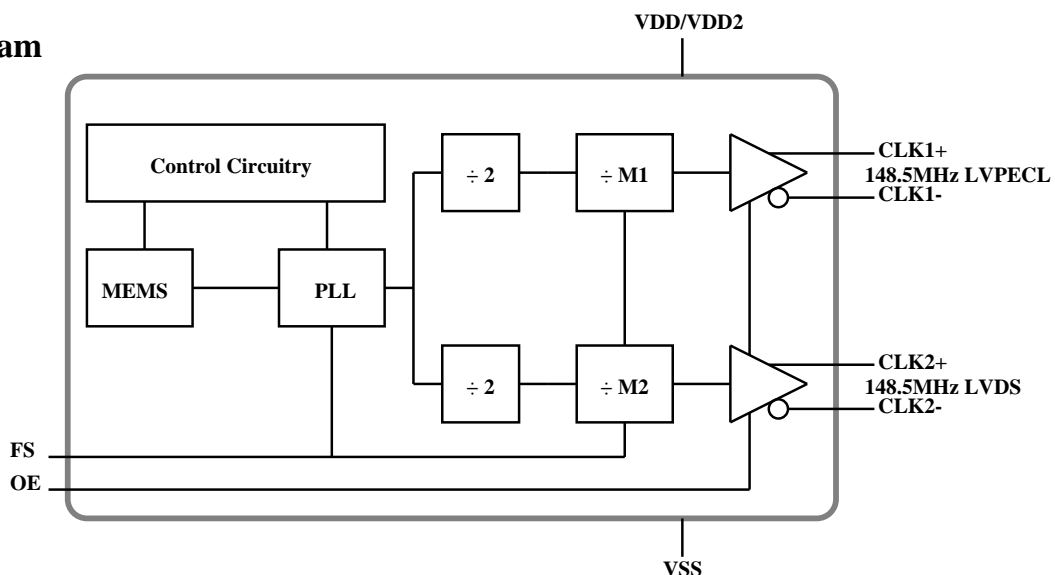 am
VDD/VDD2
Control Circuitry
÷ 2
÷ M1
CLK1+
148.5MHz LVPECL
CLK1-
MEMS
PLL
÷ 2
÷ M2
CLK2+
148.5MHz LVDS
CLK2-
FS
OE
VSS